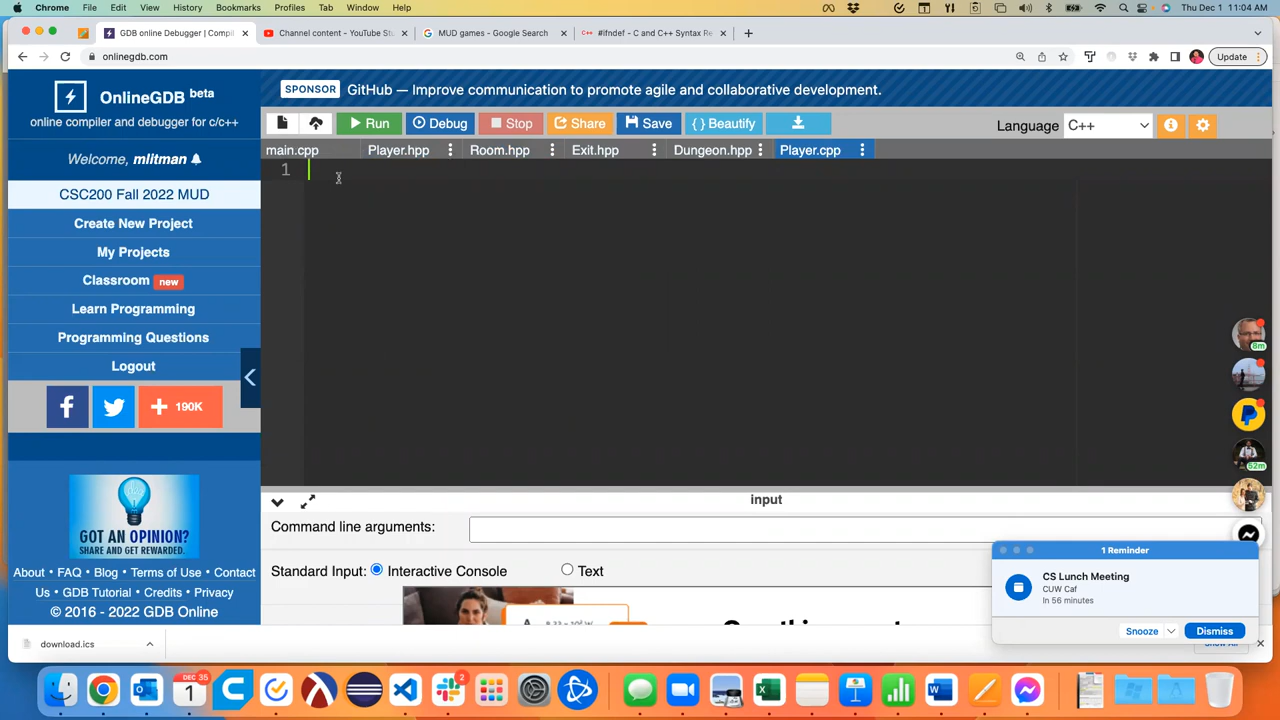 Chrome File Edit View History Bookmarks Profiles Tab Window Help Thu Dec 1 11:04 AM
GDB online Debugger | Compil Channel content - YouTube St MUD games - Google Search #ifndef - C and C++ Syntax Re
onlinegdb.com Update
SPONSOR GitHub — Improve communication to promote agile and collaborative development.
OnlineGDB beta
online compiler and debugger for c/c++
Run Debug Stop Share Save { } Beautify Language C++
main.cpp Player.hpp Room.hpp Exit.hpp Dungeon.hpp Player.cpp
Welcome, mlitman
1
CSC200 Fall 2022 MUD
Create New Project
My Projects
Classroom new
Learn Programming
Programming Questions
Logout
190K
8m
52m
GOT AN OPINION?
SHARE AND GET REWARDED.
input
Command line arguments:
Standard Input: Interactive Console Text
About • FAQ • Blog • Terms of Use • Contact
Us • GDB Tutorial • Credits • Privacy
© 2016 - 2022 GDB Online
1 Reminder
CS Lunch Meeting
CUW Caf
In 56 minutes
Snooze Dismiss
download.ics
DEC 35
1
2